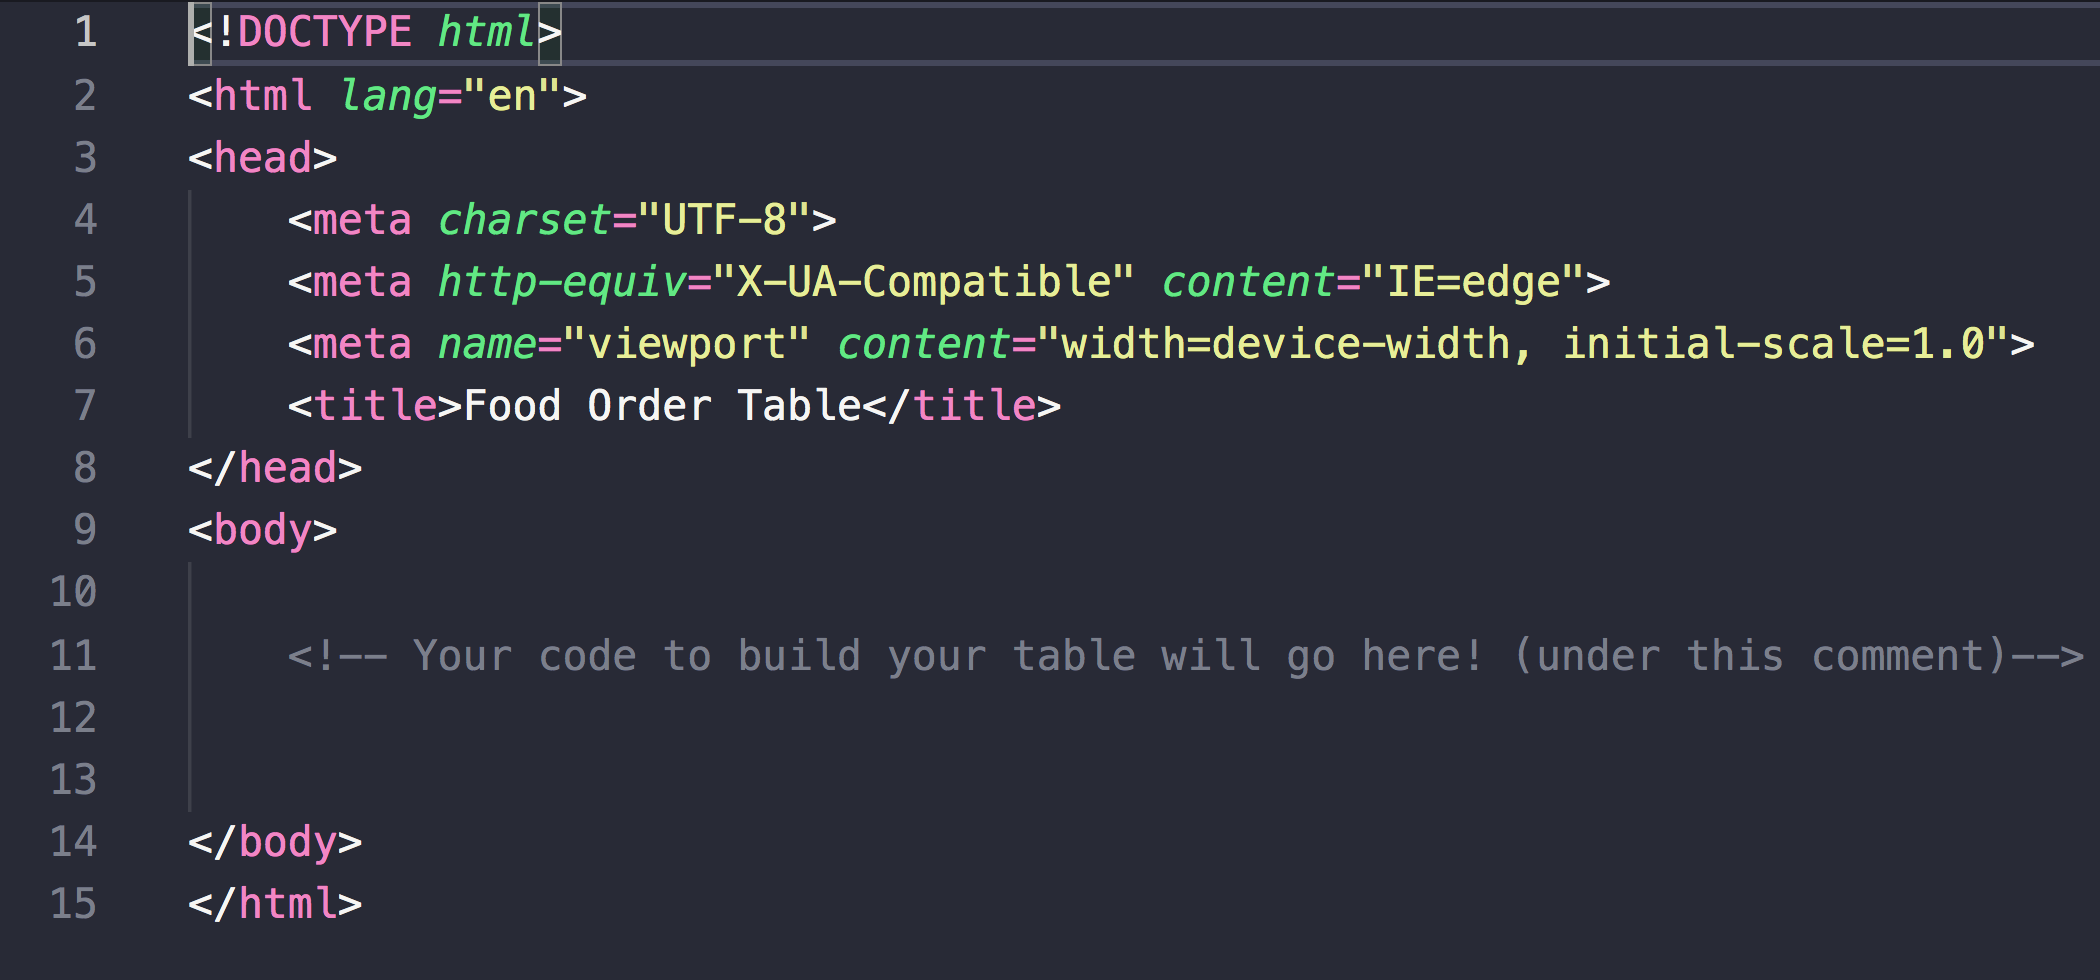 1 <!DOCTYPE html>
2 <html lang="en">
3 <head>
4     <meta charset="UTF-8">
5     <meta http-equiv="X-UA-Compatible" content="IE=edge">
6     <meta name="viewport" content="width=device-width, initial-scale=1.0">
7     <title>Food Order Table</title>
8 </head>
9 <body>
10
11     <!-- Your code to build your table will go here! (under this comment)-->
12
13
14 </body>
15 </html>